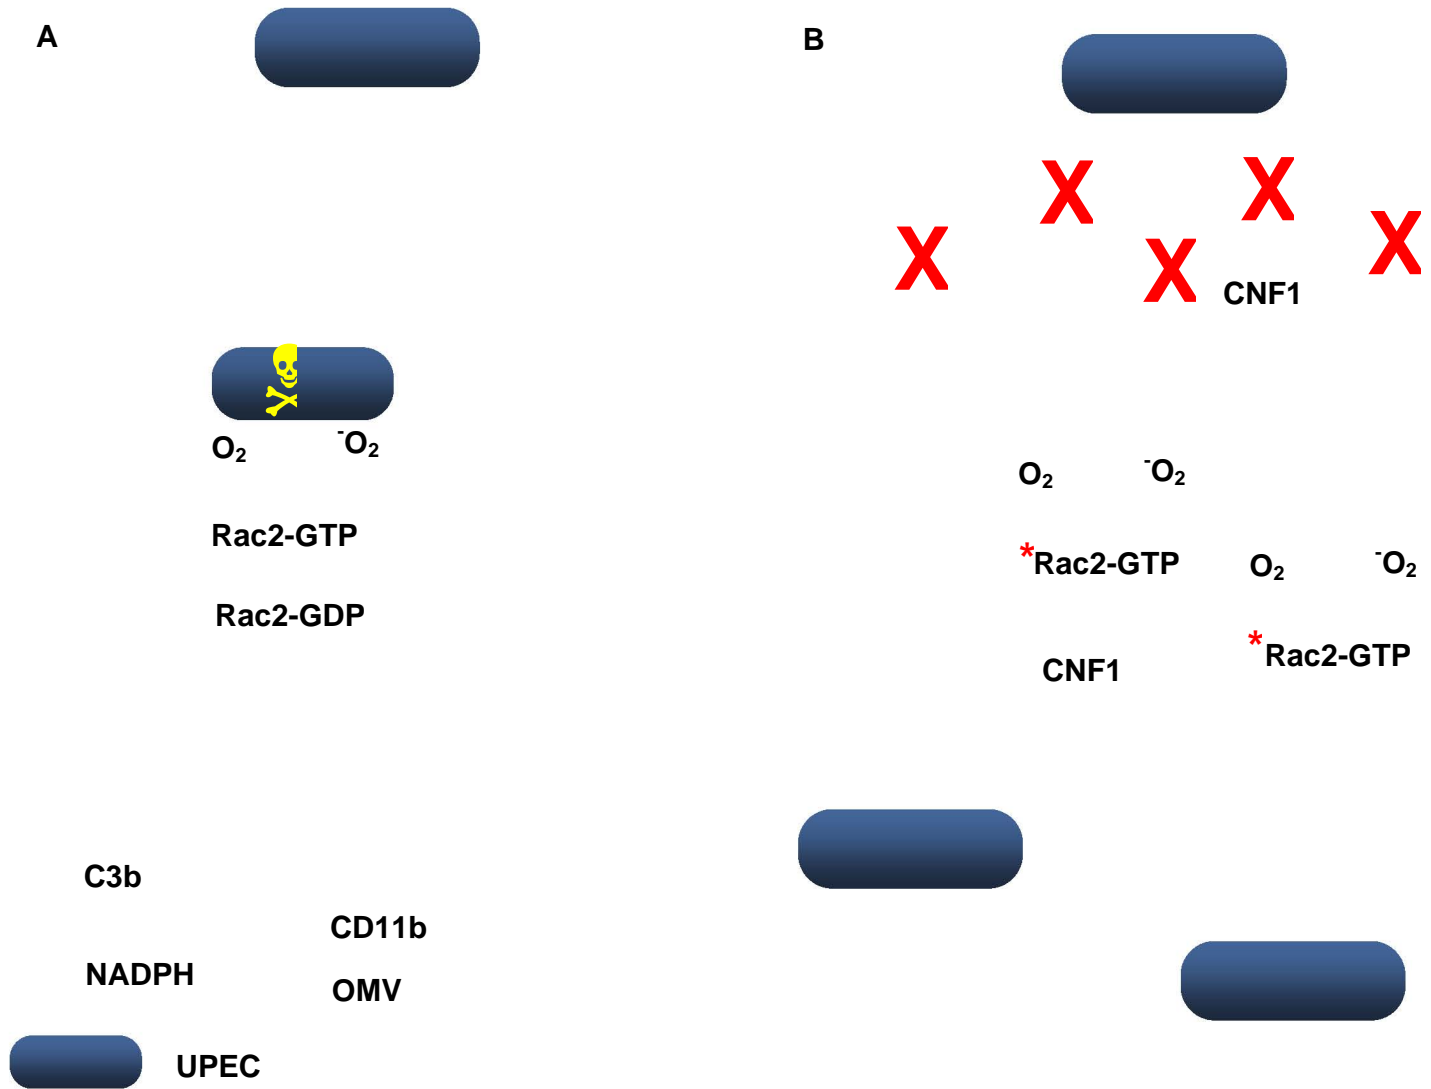 A
O₂ ⁻O₂
Rac2-GTP
Rac2-GDP
C3b
CD11b
NADPH
OMV
UPEC
B
X X X X X
CNF1
O₂ ⁻O₂
*Rac2-GTP
O₂ ⁻O₂
*Rac2-GTP
CNF1